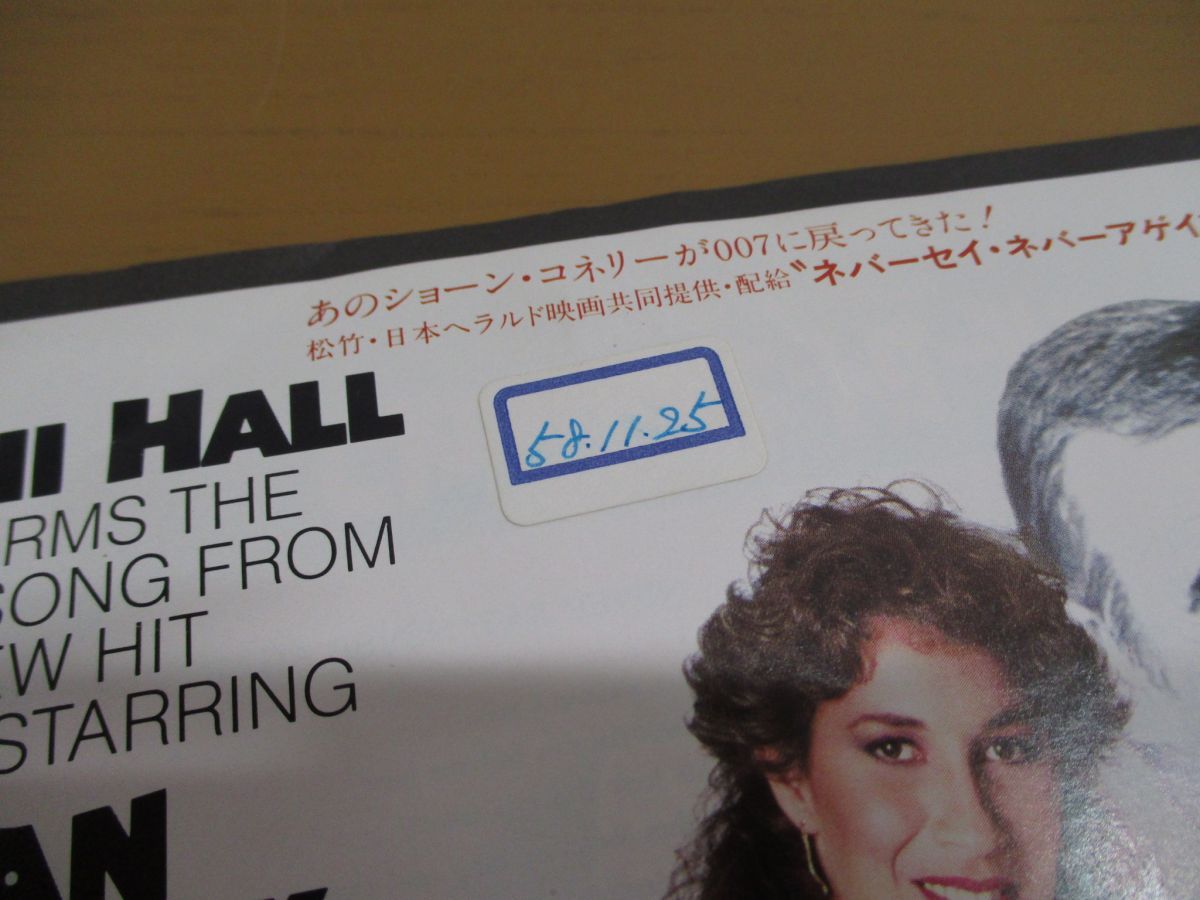 あのショーン・コネリーが007に戻ってきた!
松竹・日本ヘラルド映画共同提供・配給〝ネバーセイ・ネバーアゲイ
58.11.25
HALL
RMS THE
SONG FROM
EW HIT
STARRING
AN